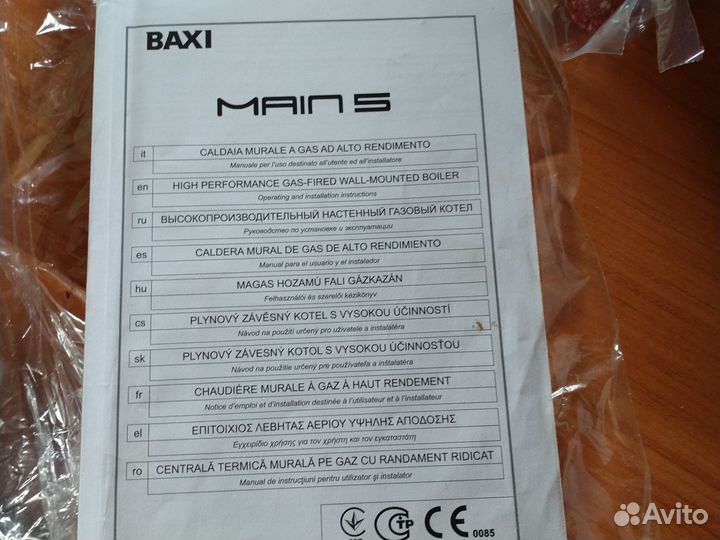 BAXI
MAIN 5
it CALDAIA MURALE A GAS AD ALTO RENDIMENTO
Manuale per l'uso destinato all'utente ed all'installatore
en HIGH PERFORMANCE GAS-FIRED WALL-MOUNTED BOILER
Operating and installation instructions
ru ВЫСОКОПРОИЗВОДИТЕЛЬНЫЙ НАСТЕННЫЙ ГАЗОВЫЙ КОТЕЛ
Руководство по установке и эксплуатации
es CALDERA MURAL DE GAS DE ALTO RENDIMIENTO
Manual para el usuario y el instalador
hu MAGAS HOZAMÚ FALI GÁZKAZÁN
Felhasználói és szerelői kézikönyv
cs PLYNOVÝ ZÁVĚSNÝ KOTEL S VYSOKOU ÚČINNOSTÍ
Návod na použití určený pro uživatele a instalatéra
sk PLYNOVÝ ZÁVESNÝ KOTOL S VYSOKOU ÚČINNOSŤOU
Návod na použitie určený pre používateľa a inštalatéra
fr CHAUDIÈRE MURALE À GAZ À HAUT RENDEMENT
Notice d'emploi et d'installation destinée à l'utilisateur et à l'installateur
el ΕΠΙΤΟΙΧΙΟΣ ΛΕΒΗΤΑΣ ΑΕΡΙΟΥ ΥΨΗΛΗΣ ΑΠΟΔΟΣΗΣ
Εγχειρίδιο χρήσης για τον χρήστη και τον εγκαταστάτη
ro CENTRALĂ TERMICĂ MURALĂ PE GAZ CU RANDAMENT RIDICAT
Manual de instrucţiuni pentru utilizator şi instalator
CTP CE 0085
Avito